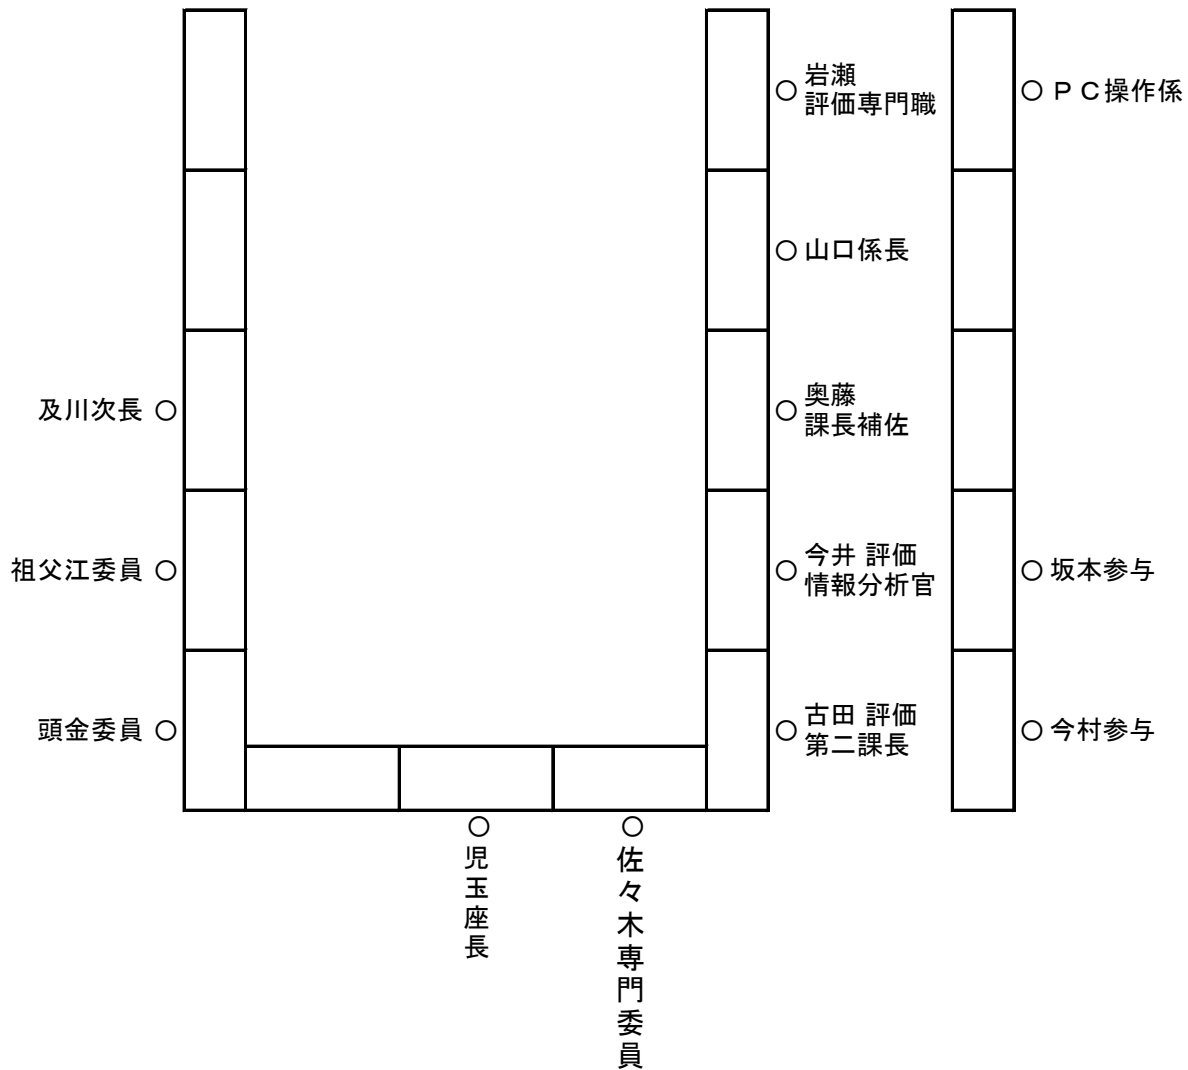 岩瀬
評価専門職
○ ＰＣ操作係
○ 山口係長
及川次長 ○
奥藤
課長補佐
祖父江委員 ○
今井 評価
情報分析官
○ 坂本参与
頭金委員 ○
古田 評価
第二課長
○ 今村参与
児玉座長
佐々木専門委員